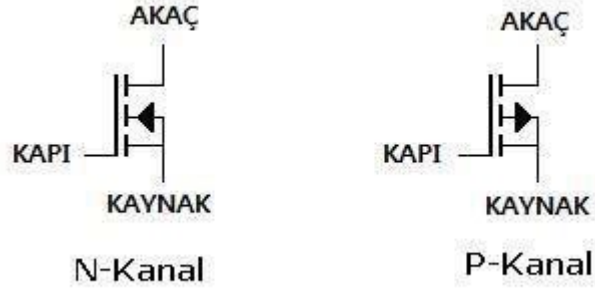 AKAÇ
KAPI
KAYNAK
N-Kanal
AKAÇ
KAPI
KAYNAK
P-Kanal